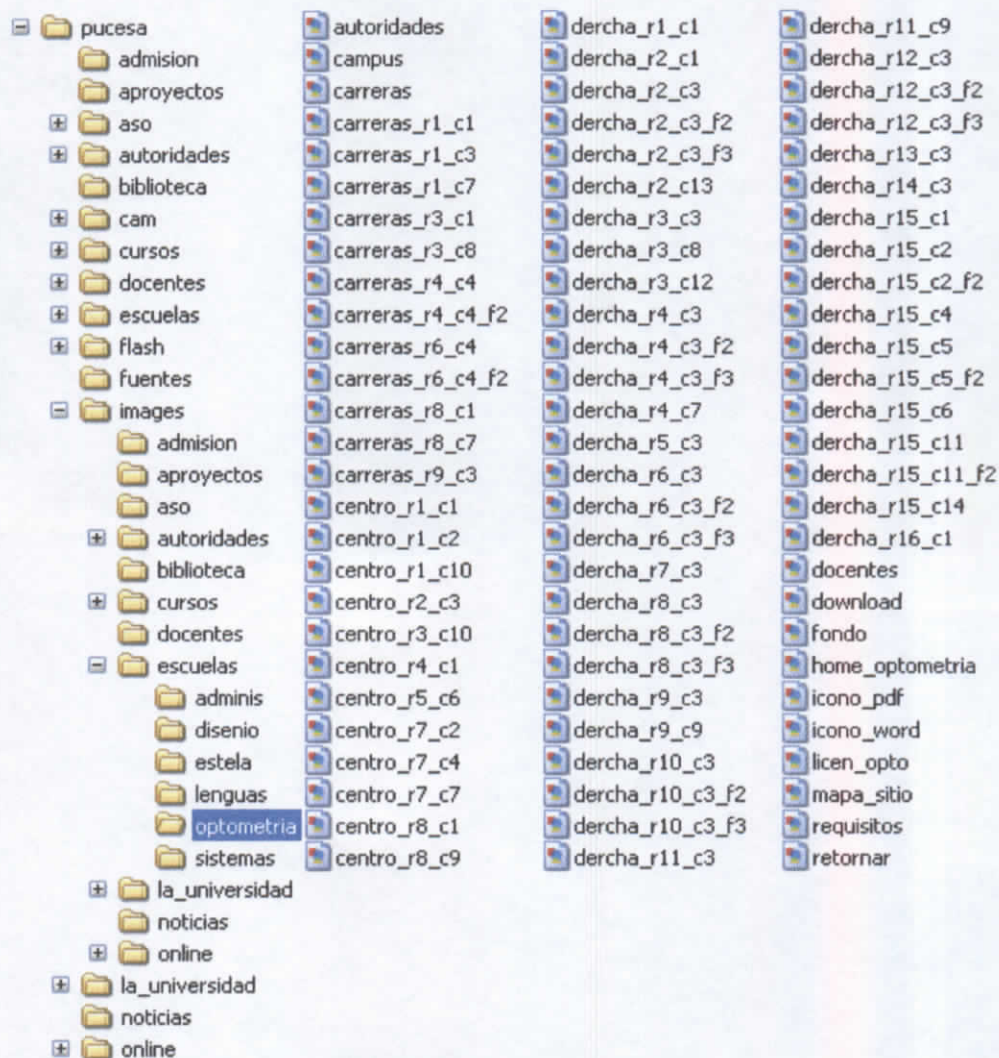 pucesa
admision
aproyectos
aso
autoridades
biblioteca
cam
cursos
docentes
escuelas
flash
fuentes
images
admision
aproyectos
aso
autoridades
biblioteca
cursos
docentes
escuelas
adminis
disenio
estela
lenguas
optometria
sistemas
la_universidad
noticias
online
la_universidad
noticias
online
autoridades
campus
carreras
carreras_r1_c1
carreras_r1_c3
carreras_r1_c7
carreras_r3_c1
carreras_r3_c8
carreras_r4_c4
carreras_r4_c4_f2
carreras_r6_c4
carreras_r6_c4_f2
carreras_r8_c1
carreras_r8_c7
carreras_r9_c3
centro_r1_c1
centro_r1_c2
centro_r1_c10
centro_r2_c3
centro_r3_c10
centro_r4_c1
centro_r5_c6
centro_r7_c2
centro_r7_c4
centro_r7_c7
centro_r8_c1
centro_r8_c9
dercha_r1_c1
dercha_r2_c1
dercha_r2_c3
dercha_r2_c3_f2
dercha_r2_c3_f3
dercha_r2_c13
dercha_r3_c3
dercha_r3_c8
dercha_r3_c12
dercha_r4_c3
dercha_r4_c3_f2
dercha_r4_c3_f3
dercha_r4_c7
dercha_r5_c3
dercha_r6_c3
dercha_r6_c3_f2
dercha_r6_c3_f3
dercha_r7_c3
dercha_r8_c3
dercha_r8_c3_f2
dercha_r8_c3_f3
dercha_r9_c3
dercha_r9_c9
dercha_r10_c3
dercha_r10_c3_f2
dercha_r10_c3_f3
dercha_r11_c3
dercha_r11_c9
dercha_r12_c3
dercha_r12_c3_f2
dercha_r12_c3_f3
dercha_r13_c3
dercha_r14_c3
dercha_r15_c1
dercha_r15_c2
dercha_r15_c2_f2
dercha_r15_c4
dercha_r15_c5
dercha_r15_c5_f2
dercha_r15_c6
dercha_r15_c11
dercha_r15_c11_f2
dercha_r15_c14
dercha_r16_c1
docentes
download
fondo
home_optometria
icono_pdf
icono_word
licen_opto
mapa_sitio
requisitos
retornar